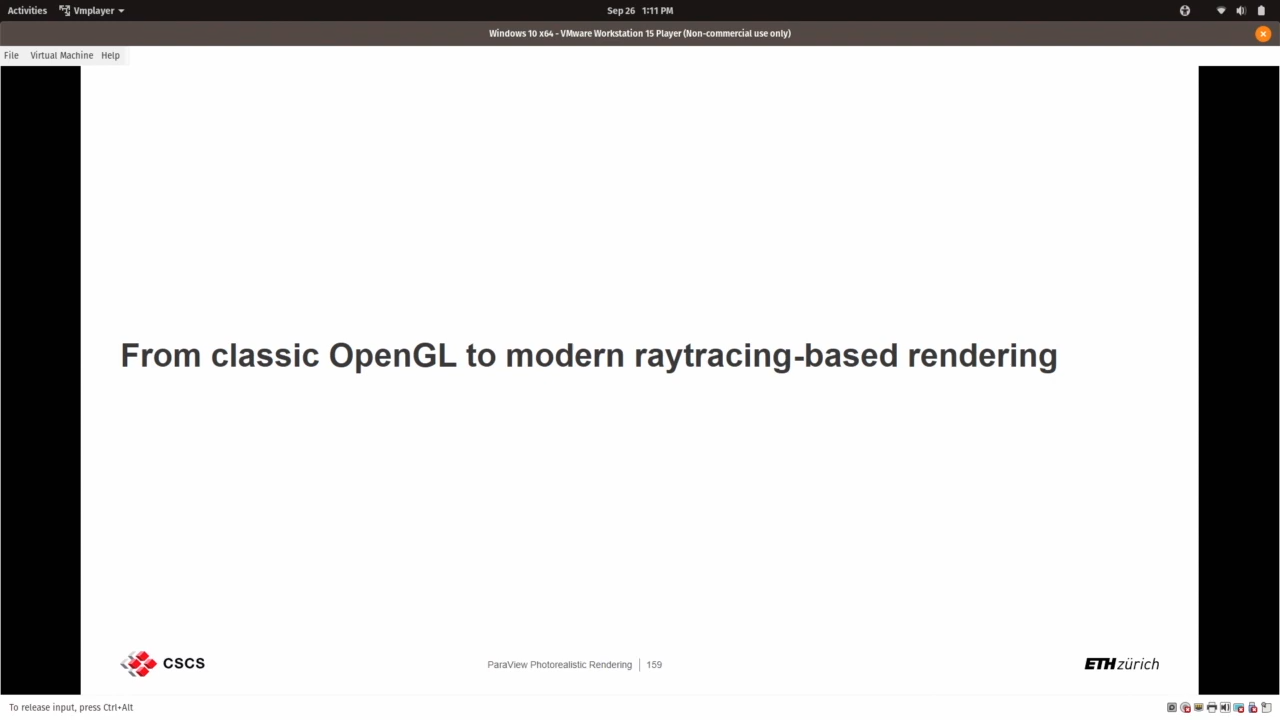 Activities Vmplayer Sep 26 1:11 PM
Windows 10 x64 - VMware Workstation 15 Player (Non-commercial use only)
File Virtual Machine Help
From classic OpenGL to modern raytracing-based rendering
CSCS ParaView Photorealistic Rendering 159 ETH zürich
To release input, press Ctrl+Alt